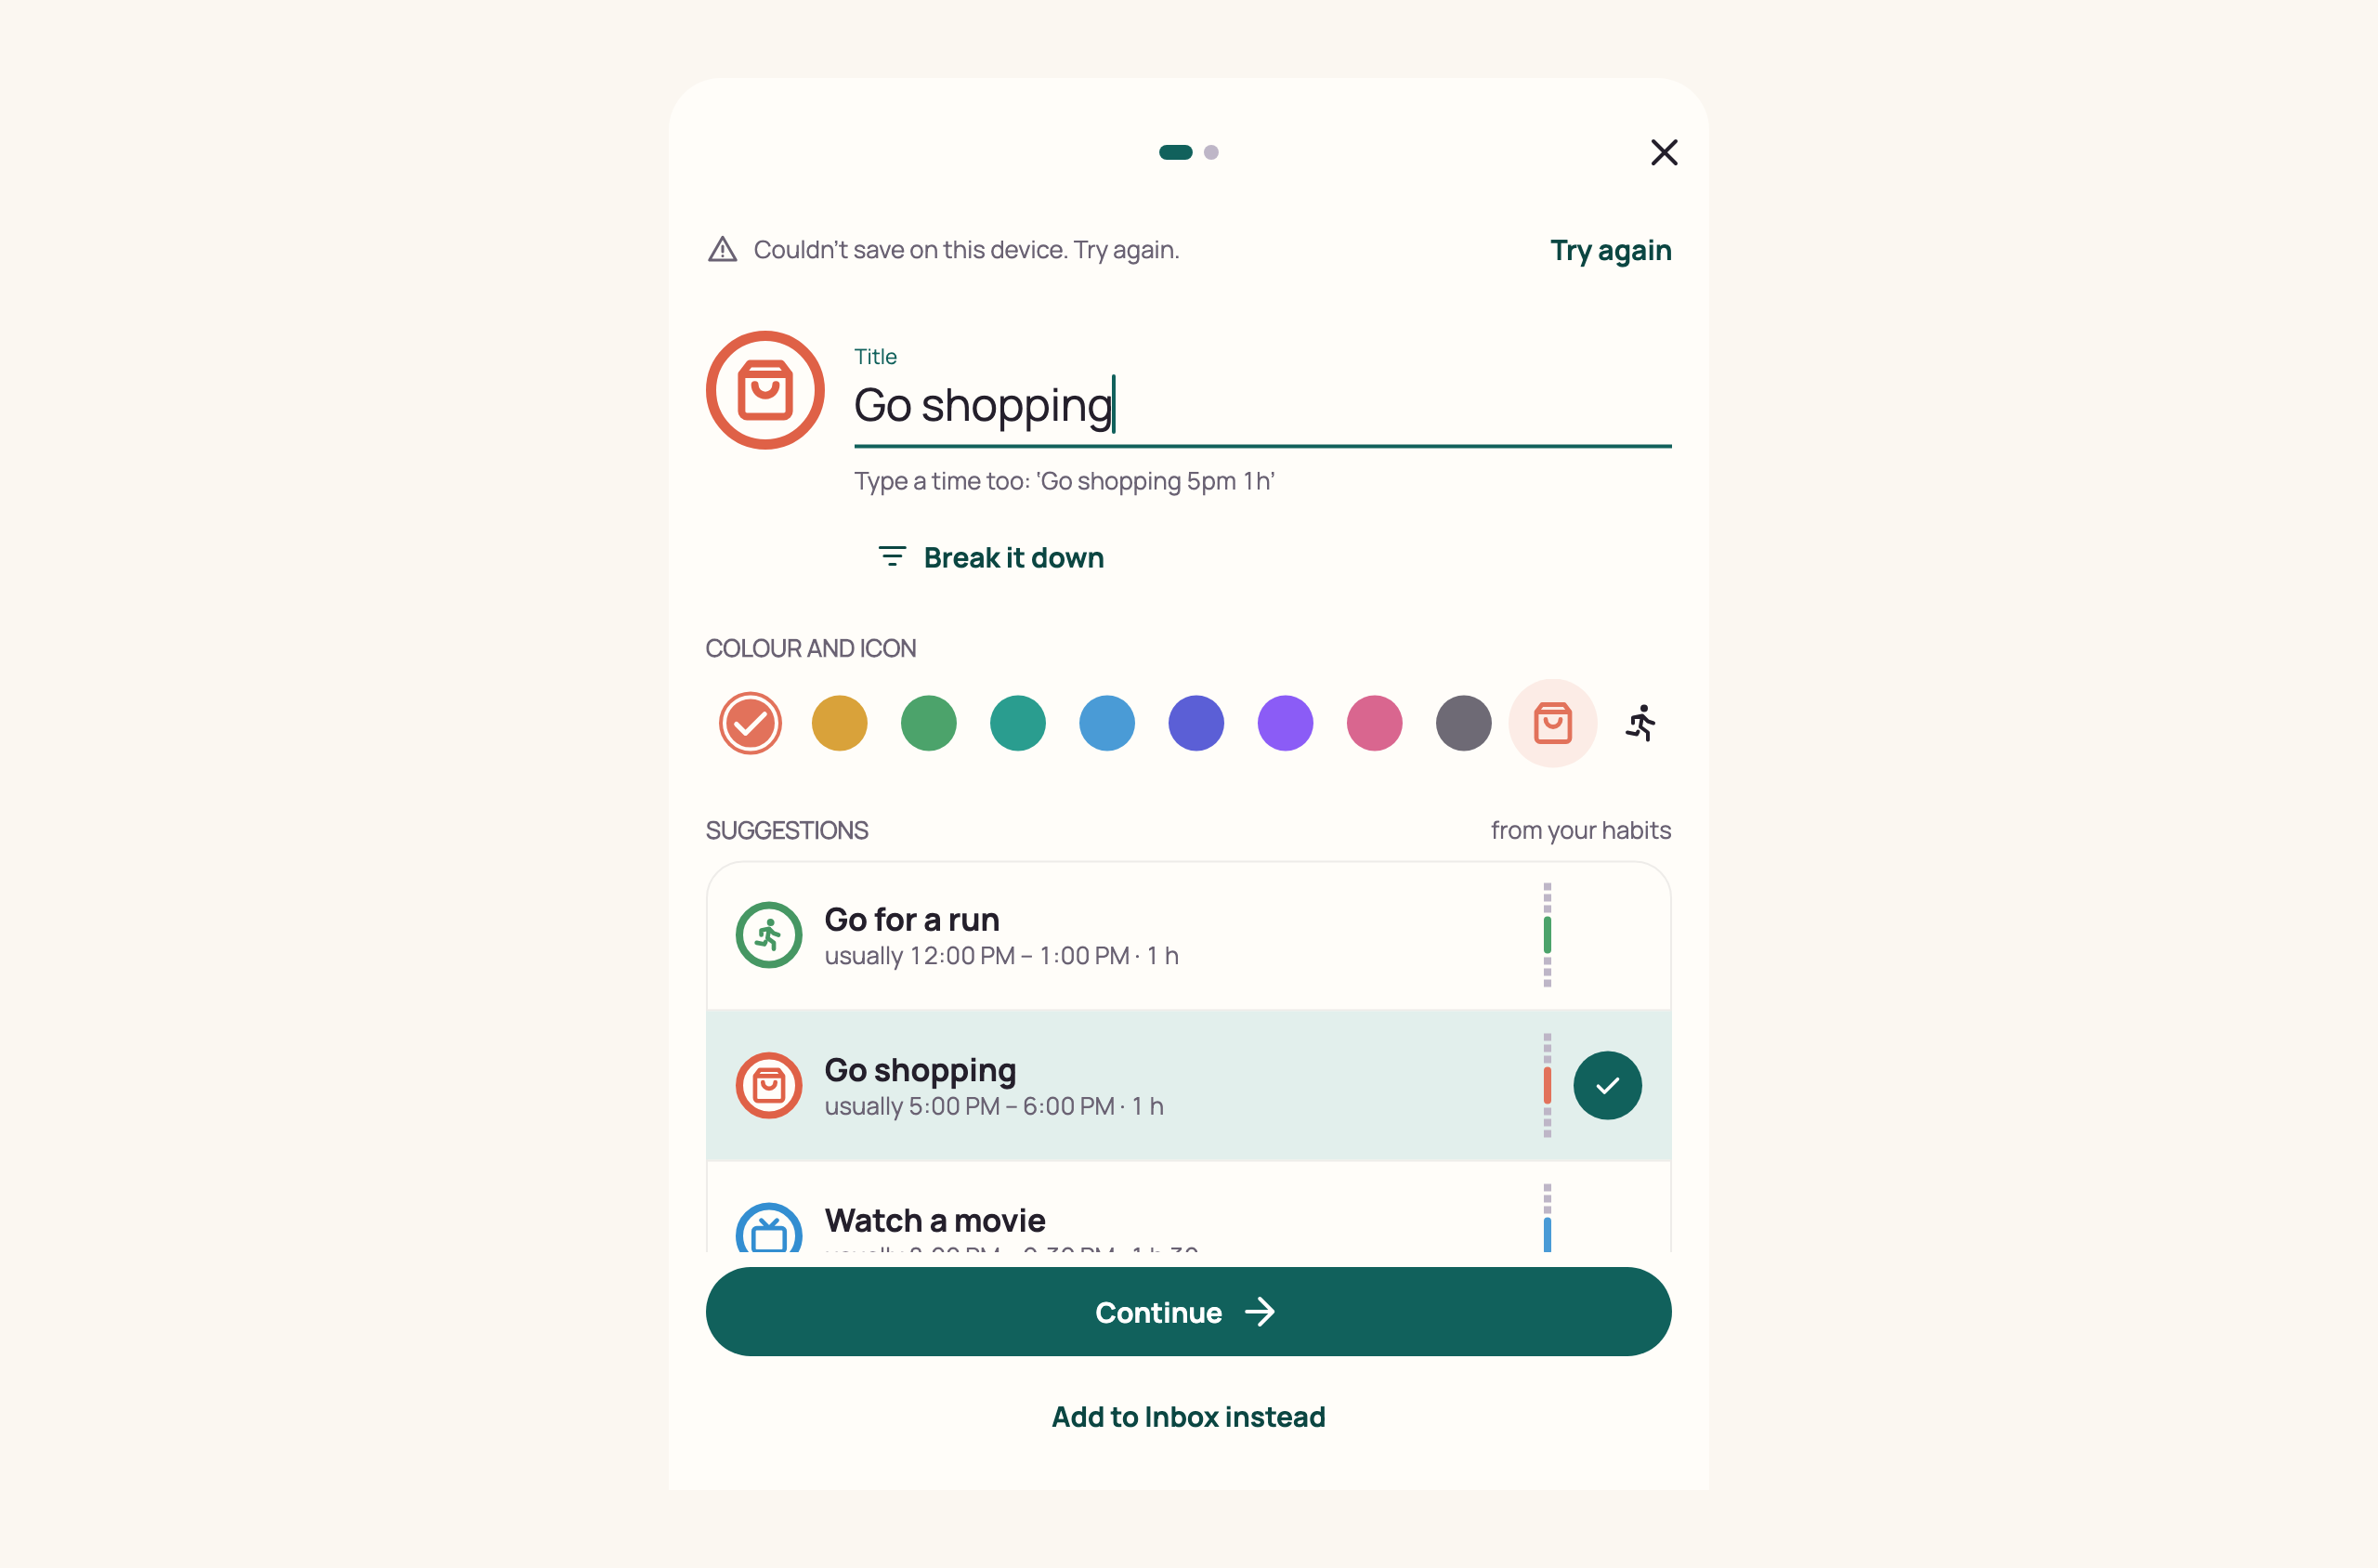 Couldn't save on this device. Try again.
Try again
Title
Go shopping
Type a time too: ‘Go shopping 5pm 1h’
Break it down
COLOUR AND ICON
SUGGESTIONS
from your habits
Go for a run
usually 12:00 PM – 1:00 PM · 1 h
Go shopping
usually 5:00 PM – 6:00 PM · 1 h
Watch a movie
Continue
Add to Inbox instead